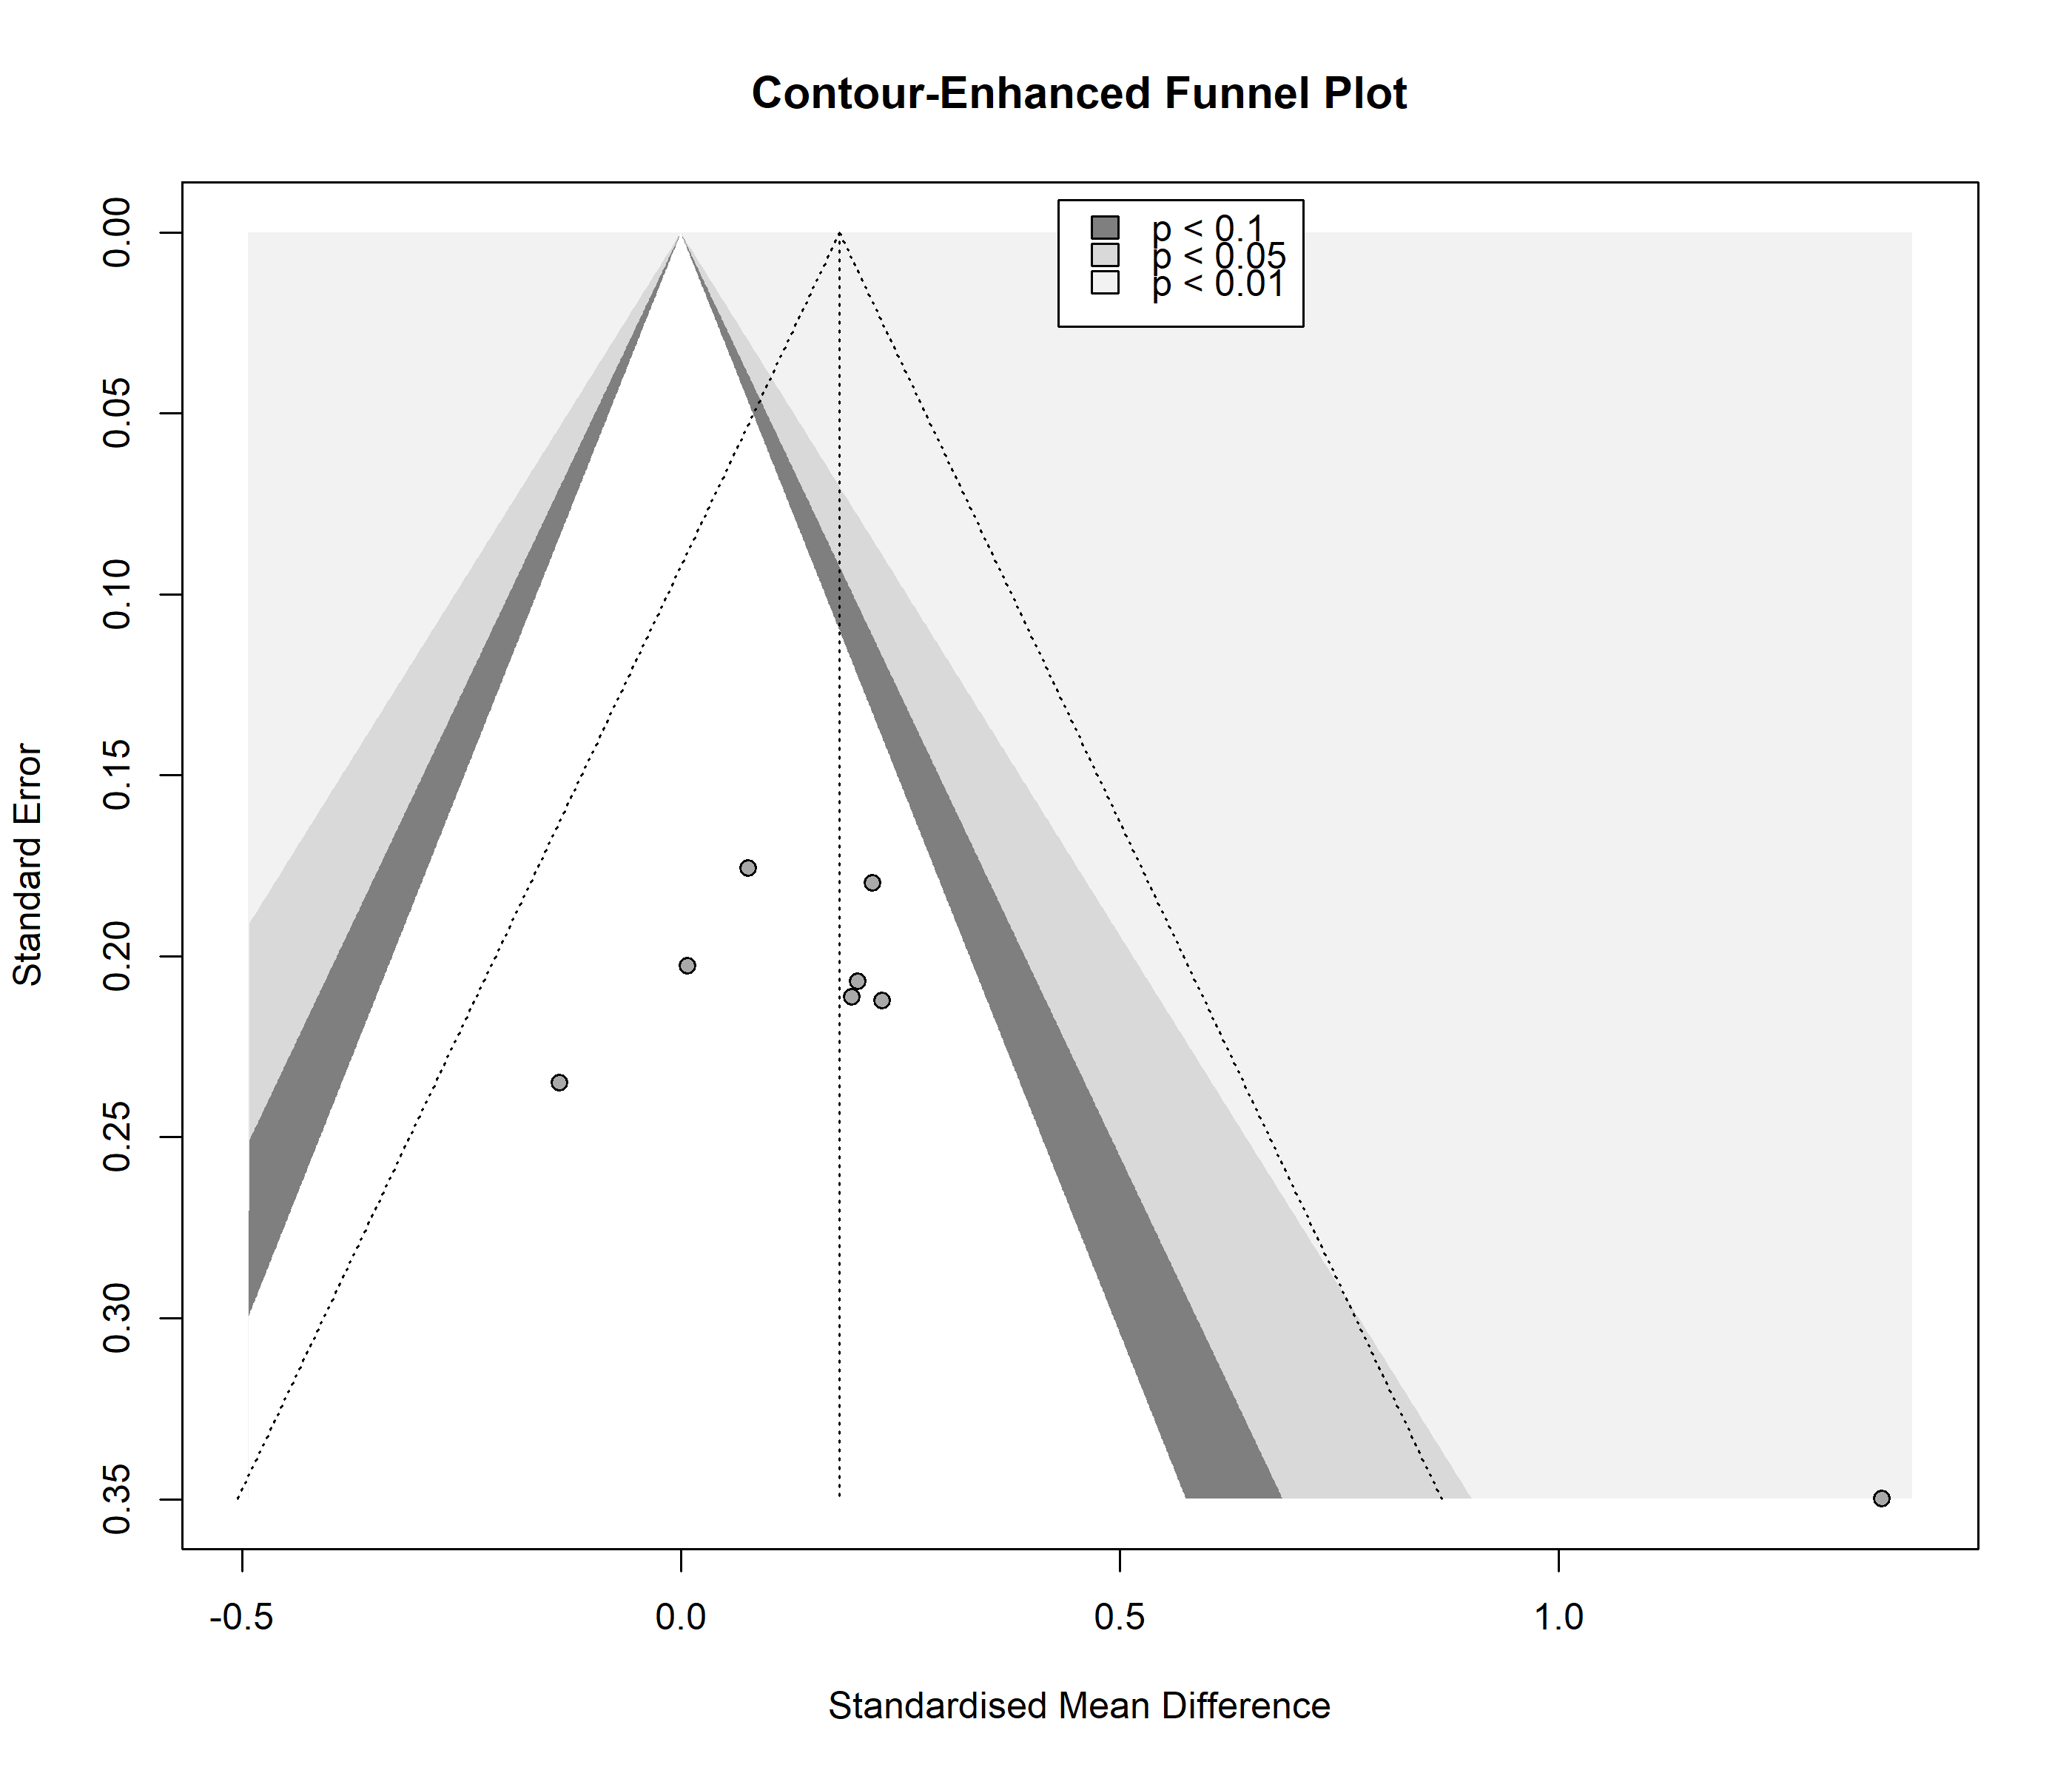 Contour-Enhanced Funnel Plot
p < 0.1
p < 0.05
p < 0.01
Standard Error
0.00
0.05
0.10
0.15
0.20
0.25
0.30
0.35
-0.5 0.0 0.5 1.0
Standardised Mean Difference